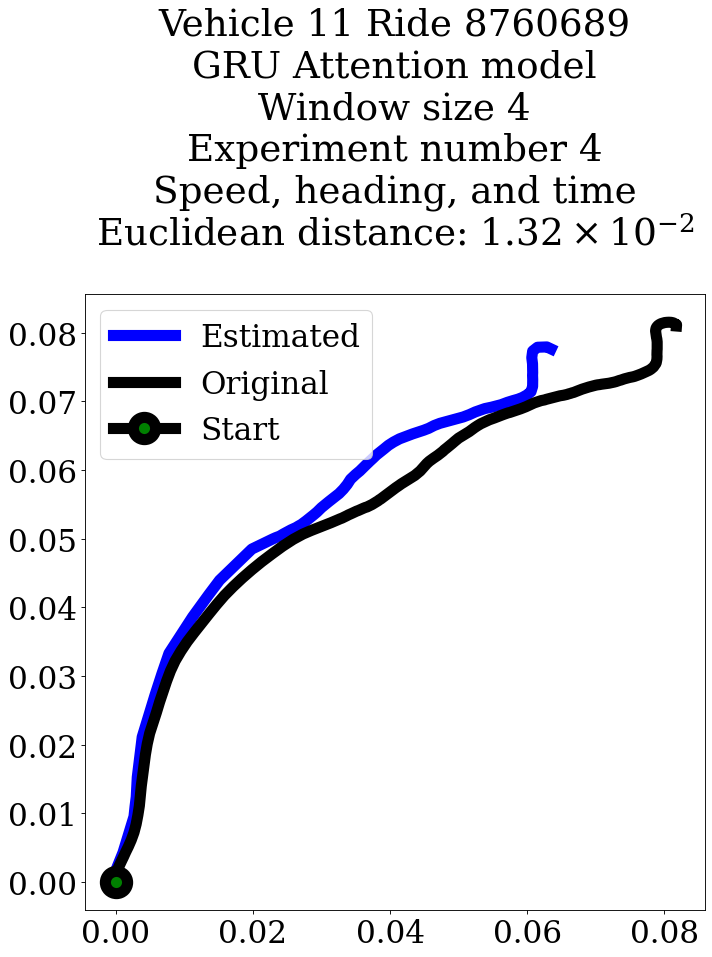 Vehicle 11 Ride 8760689
GRU Attention model
Window size 4
Experiment number 4
Speed, heading, and time
Euclidean distance: 1.32 × 10⁻²
Estimated
Original
Start
0.08
0.07
0.06
0.05
0.04
0.03
0.02
0.01
0.00
0.00 0.02 0.04 0.06 0.08